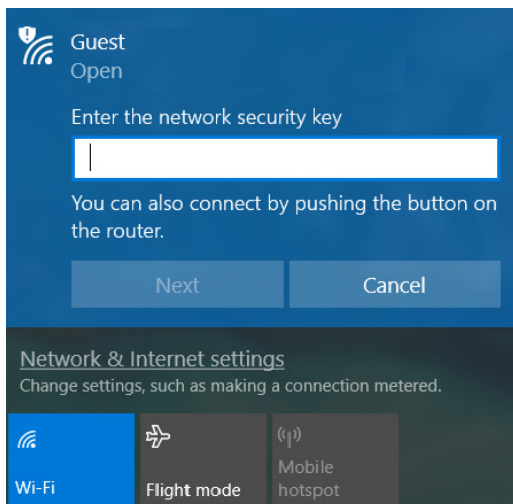 Guest
Open
Enter the network security key
You can also connect by pushing the button on
the router.
Next
Cancel
Network & Internet settings
Change settings, such as making a connection metered.
Wi-Fi
Flight mode
Mobile
hotspot